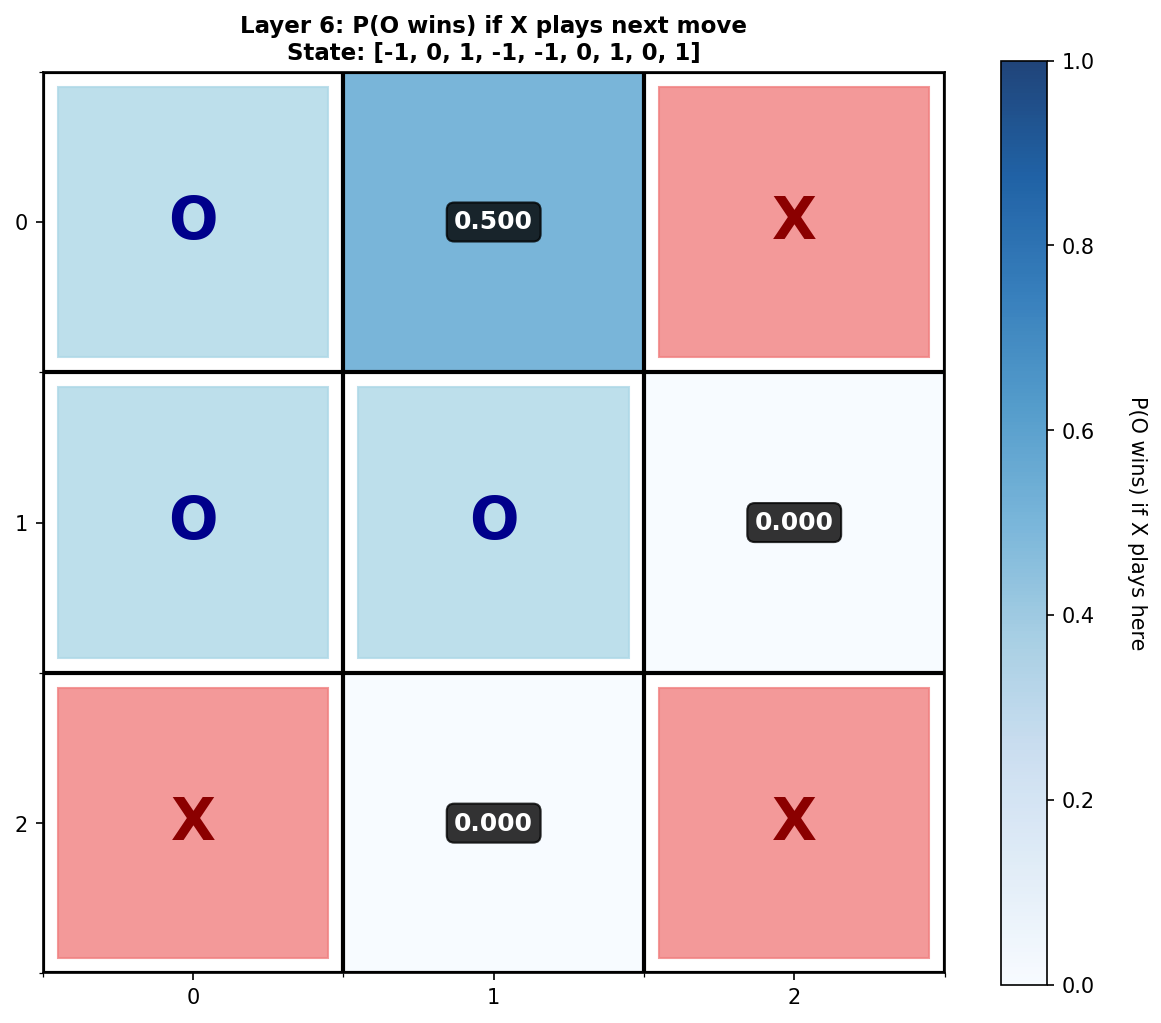 Layer 6: P(O wins) if X plays next move
State: [-1, 0, 1, -1, -1, 0, 1, 0, 1]
0
O
0.500
X
1
O
O
0.000
2
X
0.000
X
0
1
2
1.0
0.8
0.6
0.4
0.2
0.0
P(O wins) if X plays here